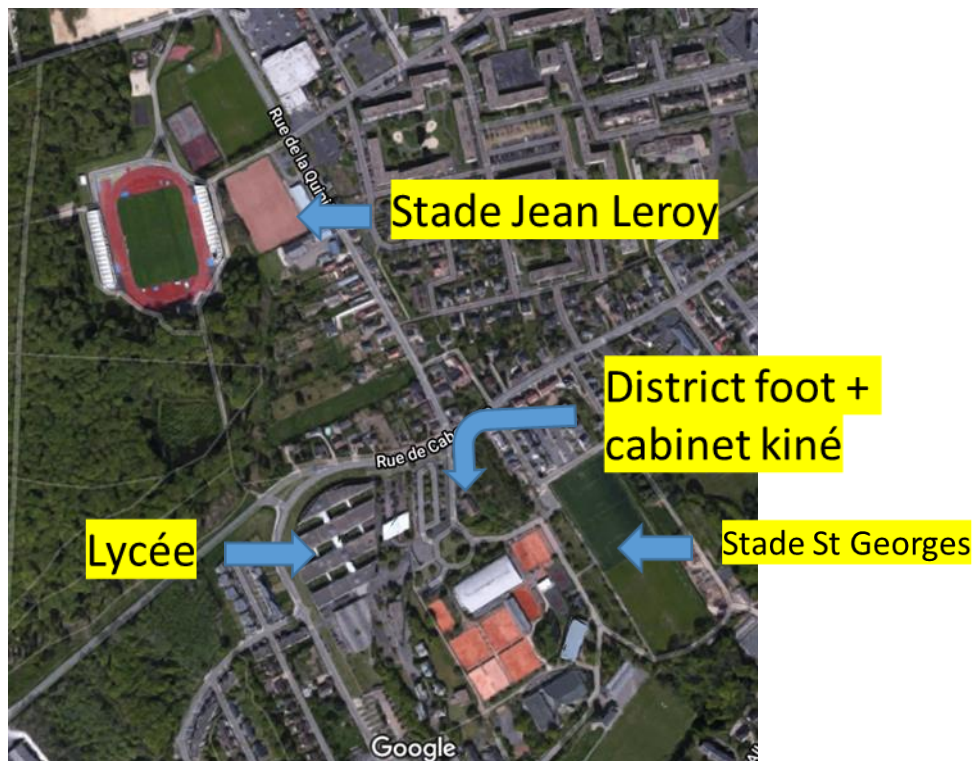 Rue de la Quin
Stade Jean Leroy
District foot +
cabinet kiné
Rue de Cab
Lycée
Stade St Georges
Google